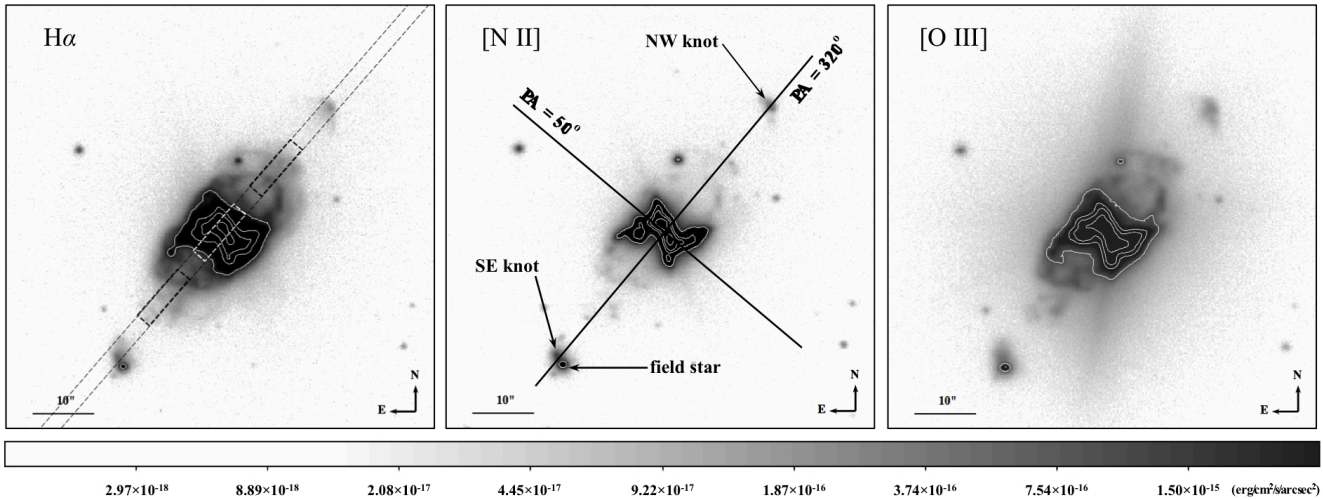 Hα
[N II]
[O III]
NW knot
PA = 320°
PA = 50°
SE knot
field star
10"
N
E
10"
N
E
10"
N
E
2.97×10⁻¹⁸ 8.89×10⁻¹⁸ 2.08×10⁻¹⁷ 4.45×10⁻¹⁷ 9.22×10⁻¹⁷ 1.87×10⁻¹⁶ 3.74×10⁻¹⁶ 7.54×10⁻¹⁶ 1.50×10⁻¹⁵ (erg/cm²/s/arcsec²)